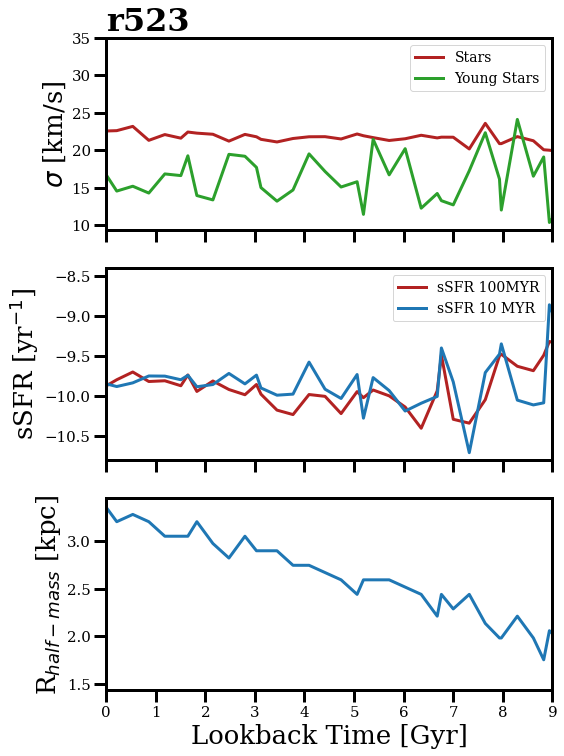 r523
σ [km/s]
35
30
25
20
15
10
Stars
Young Stars
sSFR [yr⁻¹]
−8.5
−9.0
−9.5
−10.0
−10.5
sSFR 100MYR
sSFR 10 MYR
R_{half−mass} [kpc]
3.0
2.5
2.0
1.5
0 1 2 3 4 5 6 7 8 9
Lookback Time [Gyr]